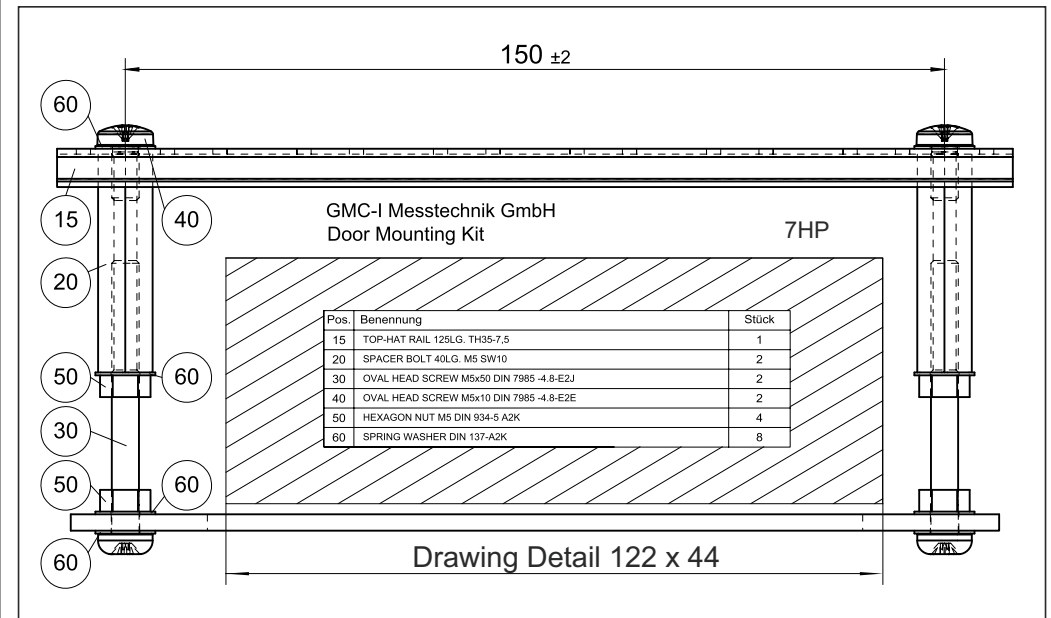 150 ±2
60
15
40
20
50
60
30
50
60
60
GMC-I Messtechnik GmbH
Door Mounting Kit
7HP
Pos. Benennung Stück
15 TOP-HAT RAIL 125LG. TH35-7,5 1
20 SPACER BOLT 40LG. M5 SW10 2
30 OVAL HEAD SCREW M5x50 DIN 7985 -4.8-E2J 2
40 OVAL HEAD SCREW M5x10 DIN 7985 -4.8-E2E 2
50 HEXAGON NUT M5 DIN 934-5 A2K 4
60 SPRING WASHER DIN 137-A2K 8
Drawing Detail 122 x 44